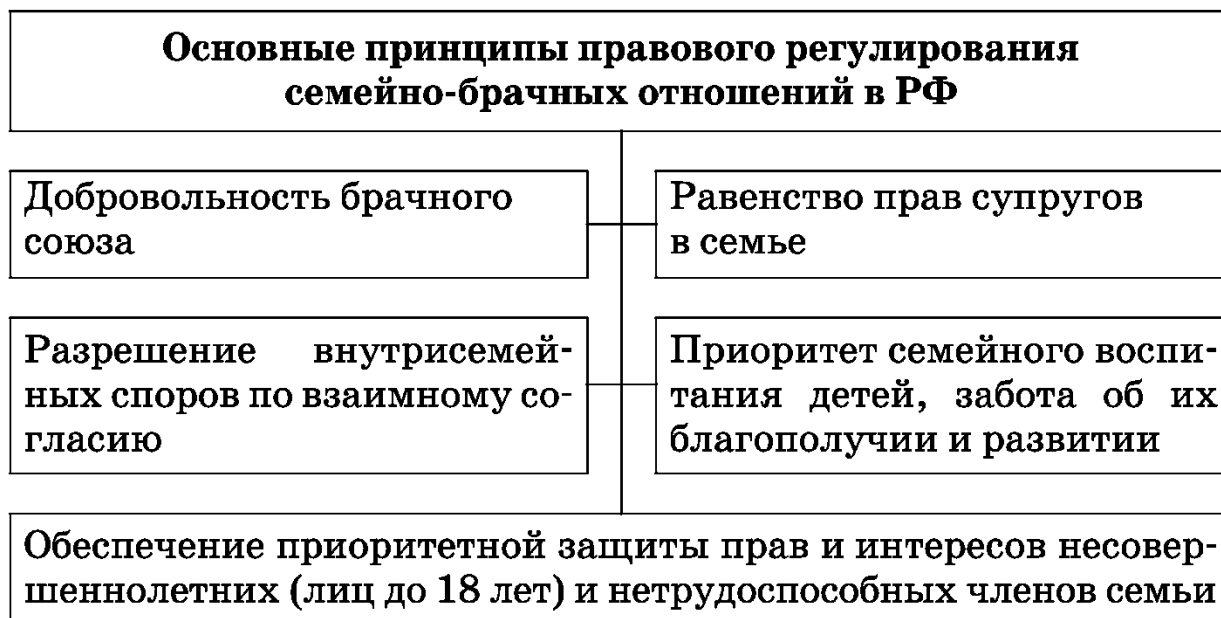 Основные принципы правового регулирования
семейно-брачных отношений в РФ
Добровольность брачного
союза
Равенство прав супругов
в семье
Разрешение внутрисемей-
ных споров по взаимному со-
гласию
Приоритет семейного воспи-
тания детей, забота об их
благополучии и развитии
Обеспечение приоритетной защиты прав и интересов несовер-
шеннолетних (лиц до 18 лет) и нетрудоспособных членов семьи